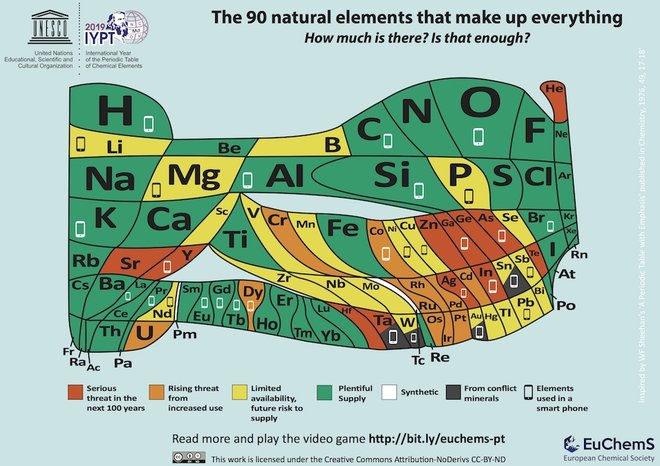 The 90 natural elements that make up everything
How much is there? Is that enough?
UNESCO
2019
IYPT
United Nations
Educational, Scientific and
Cultural Organization
International Year
of the Periodic Table
of Chemical Elements
H
He
Li
Be
B
C
N
O
F
Ne
Na
Mg
Al
Si
P
S
Cl
Ar
K
Ca
Sc
Ti
V
Cr
Mn
Fe
Co
Ni
Cu
Zn
Ga
Ge
As
Se
Br
Kr
Rb
Sr
Y
Zr
Nb
Mo
Rh
Ru
Pd
Ag
Cd
In
Sn
Sb
Te
I
Xe
Rn
Cs
Ba
La
Ce
Pr
Nd
Sm
Eu
Gd
Tb
Dy
Ho
Er
Tm
Yb
Lu
Hf
Ta
W
Os
Ir
Pt
Au
Hg
Tl
Pb
Bi
At
Po
Th
U
Pm
Tc
Re
Fr
Ra
Ac
Pa
Serious
threat in the
next 100 years
Rising threat
from
increased use
Limited
availability,
future risk to
supply
Plentiful
Supply
Synthetic
From conflict
minerals
Elements
used in a
smart phone
Read more and play the video game http://bit.ly/euchems-pt
This work is licensed under the Creative Commons Attribution-NoDerivs CC-BY-ND
EuChemS
European Chemical Society
Inspired by WF Sheehan's 'A Periodic Table with Emphasis' published in Chemistry, 1976, 49, 17-18'